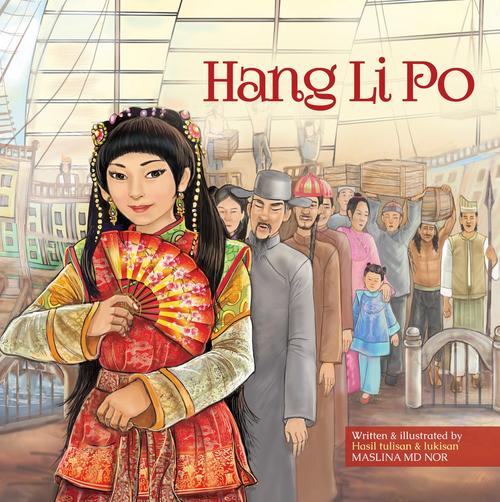 Hang Li Po
Written & illustrated by
Hasil tulisan & lukisan
MASLINA MD NOR